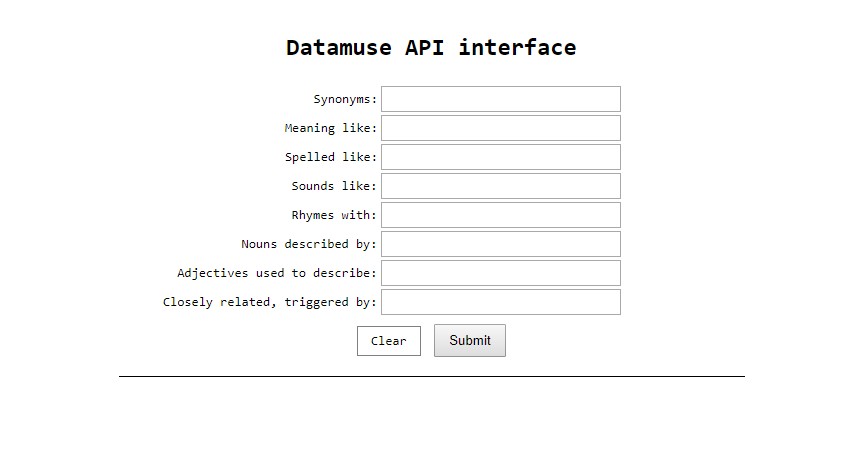 Datamuse API interface
Synonyms:
Meaning like:
Spelled like:
Sounds like:
Rhymes with:
Nouns described by:
Adjectives used to describe:
Closely related, triggered by:
Clear Submit